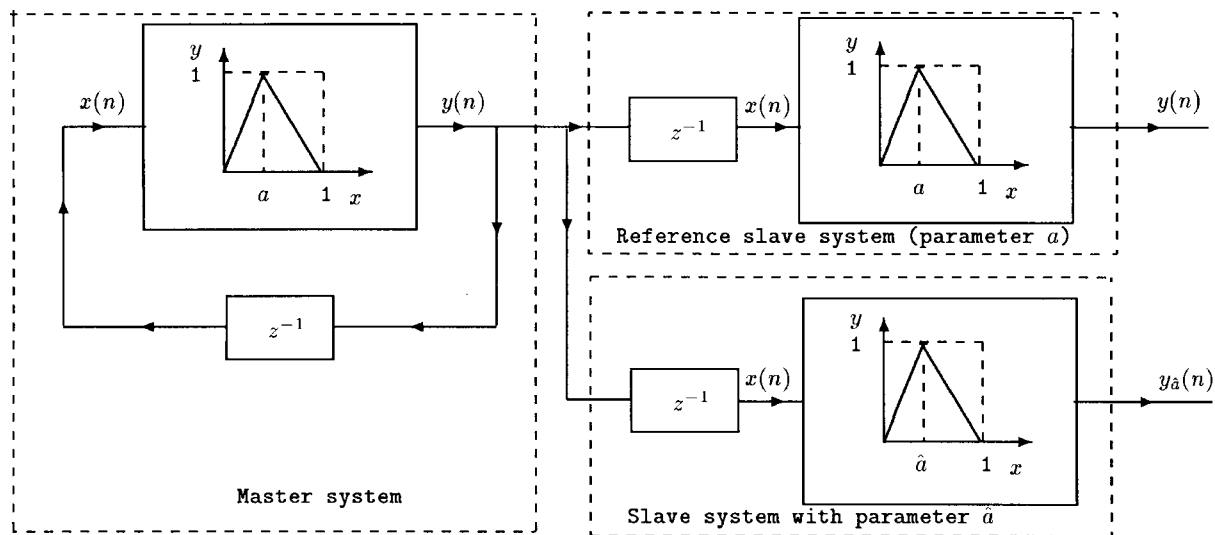 x(n)
y
1
a
1
x
y(n)
z⁻¹
Master system
z⁻¹
x(n)
y
1
a
1
x
y(n)
Reference slave system (parameter a)
z⁻¹
x(n)
y
1
â
1
x
y_â(n)
Slave system with parameter â